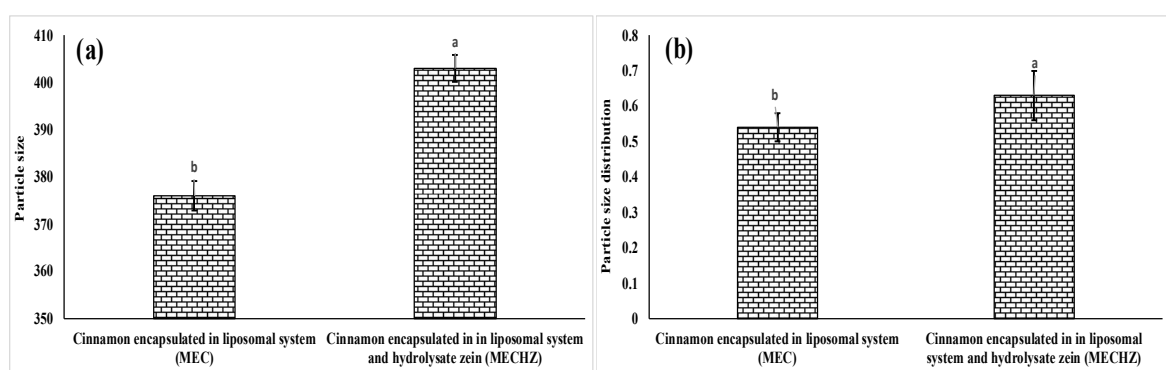 (a)
Particle size
410
400
390
380
370
360
350
b
a
Cinnamon encapsulated in liposomal system
(MEC)
Cinnamon encapsulated in in liposomal system
and hydrolysate zein (MECHZ)
(b)
Particle size distribution
0.8
0.7
0.6
0.5
0.4
0.3
0.2
0.1
0
b
a
Cinnamon encapsulated in liposomal system
(MEC)
Cinnamon encapsulated in in liposomal
system and hydrolysate zein (MECHZ)